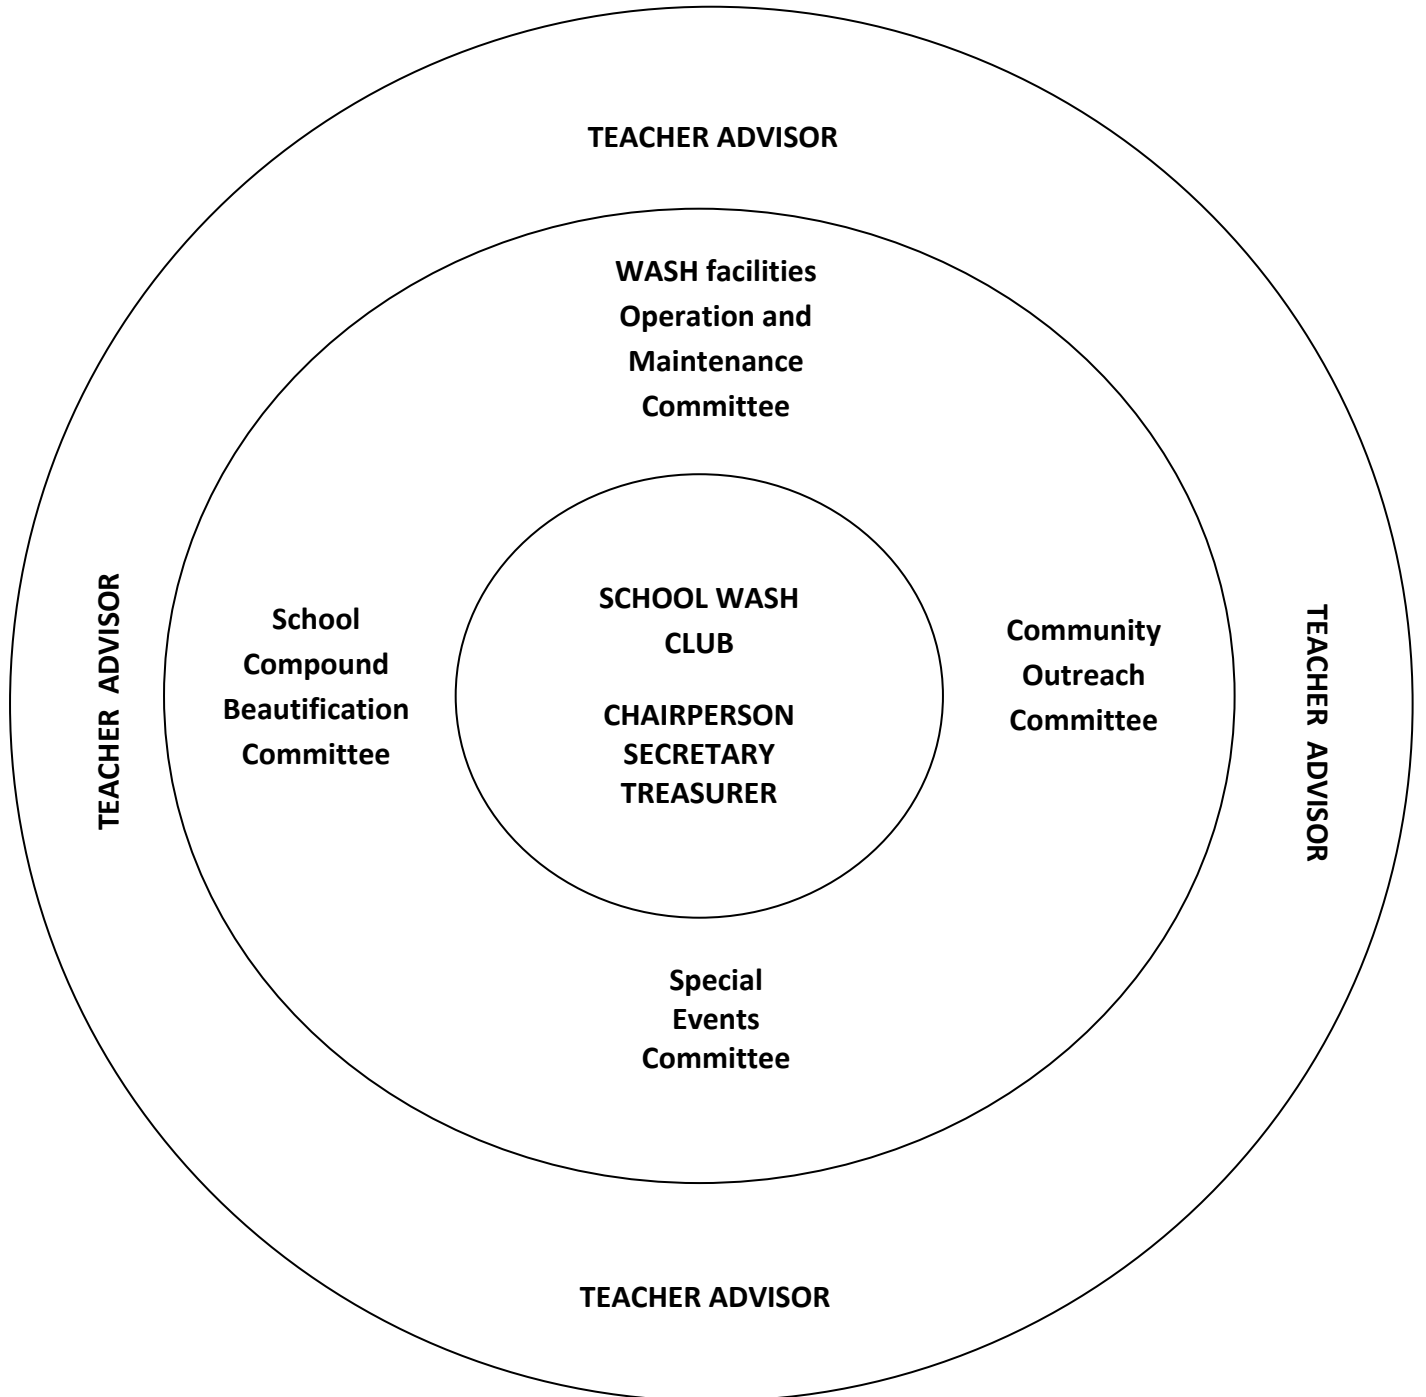 TEACHER ADVISOR
WASH facilities
Operation and
Maintenance
Committee
TEACHER  ADVISOR
School
Compound
Beautification
Committee
SCHOOL WASH
CLUB
CHAIRPERSON
SECRETARY
TREASURER
Community
Outreach
Committee
TEACHER  ADVISOR
Special
Events
Committee
TEACHER ADVISOR